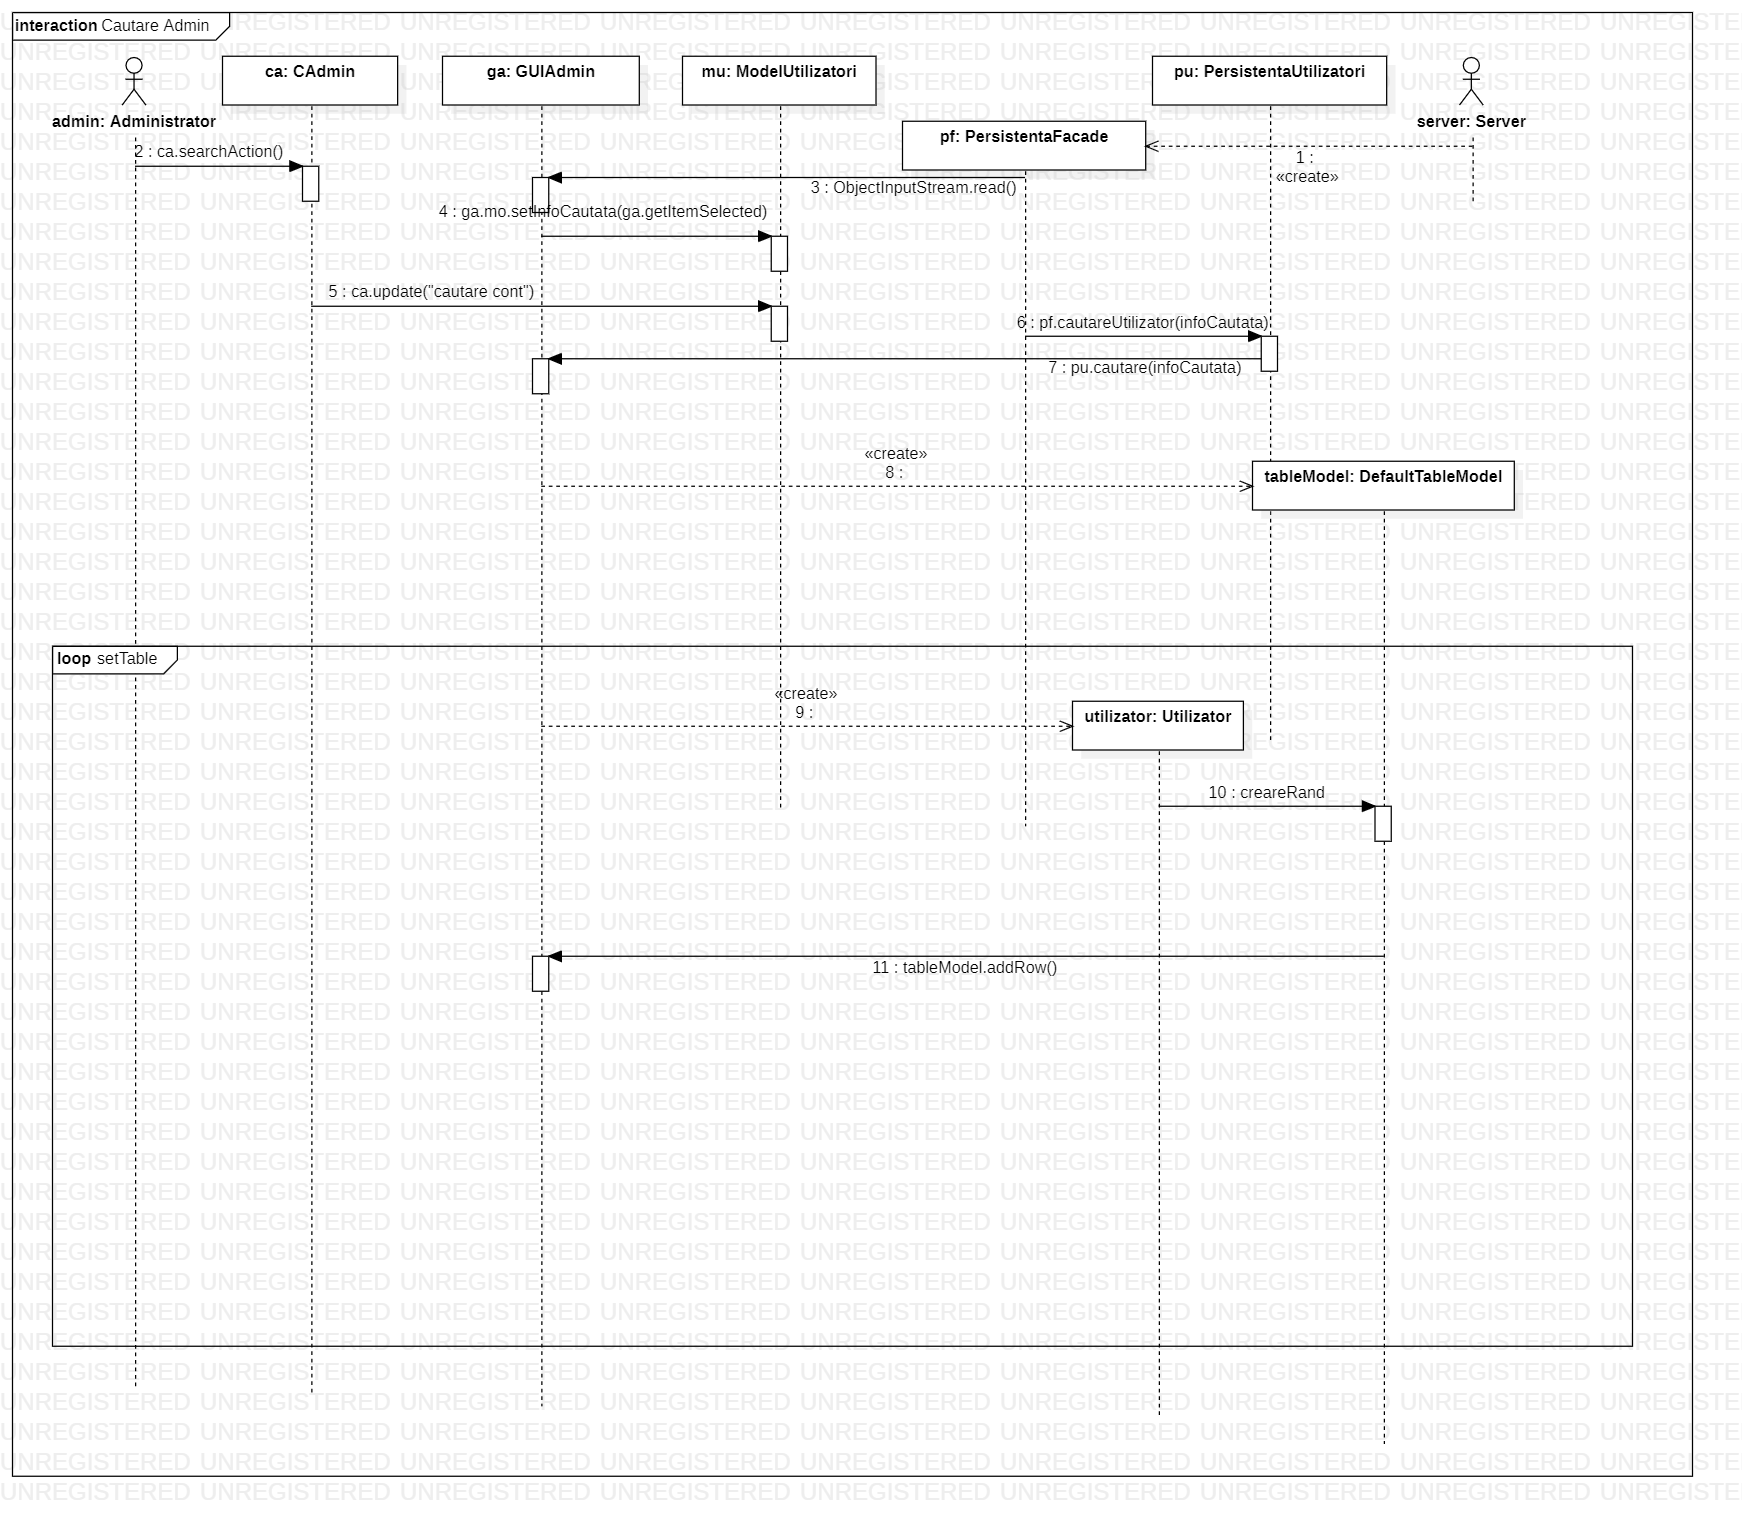 interaction Cautare Admin
ca: CAdmin
ga: GUIAdmin
mu: ModelUtilizatori
pu: PersistentaUtilizatori
admin: Administrator
server: Server
pf: PersistentaFacade
2 : ca.searchAction()
1 :
«create»
3 : ObjectInputStream.read()
4 : ga.mo.setInfoCautata(ga.getItemSelected)
5 : ca.update("cautare cont")
6 : pf.cautareUtilizator(infoCautata)
7 : pu.cautare(infoCautata)
«create»
8 :
tableModel: DefaultTableModel
loop setTable
«create»
9 :
utilizator: Utilizator
10 : creareRand
11 : tableModel.addRow()
UNREGISTERED